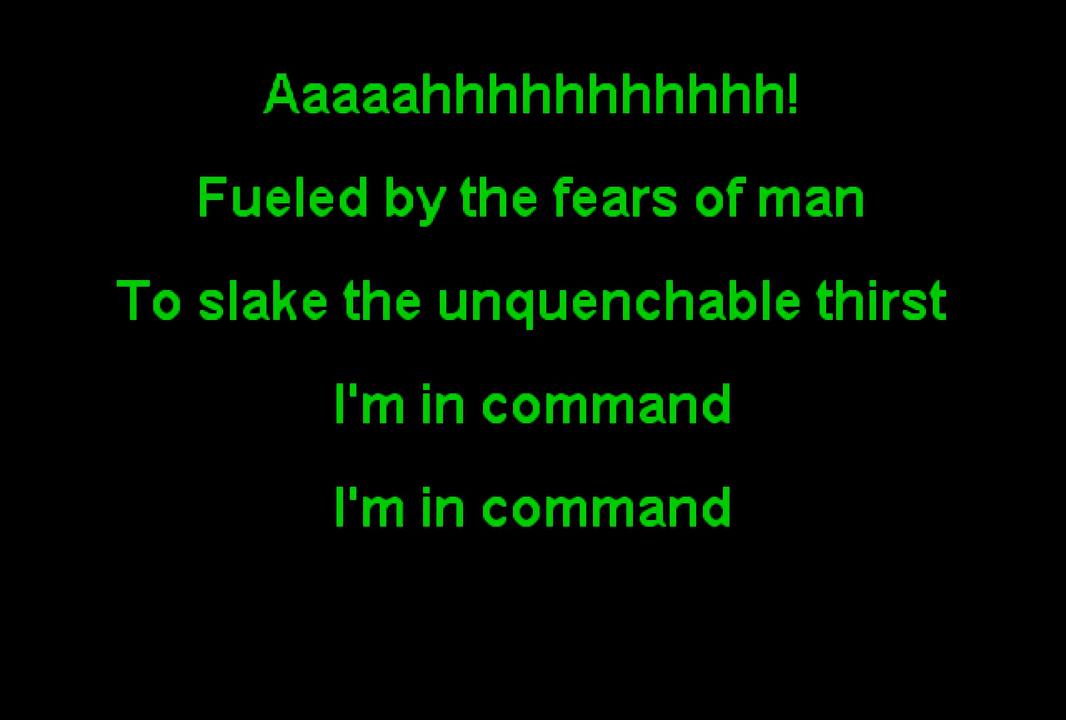 Aaaaahhhhhhhhhhh!
Fueled by the fears of man
To slake the unquenchable thirst
I'm in command
I'm in command